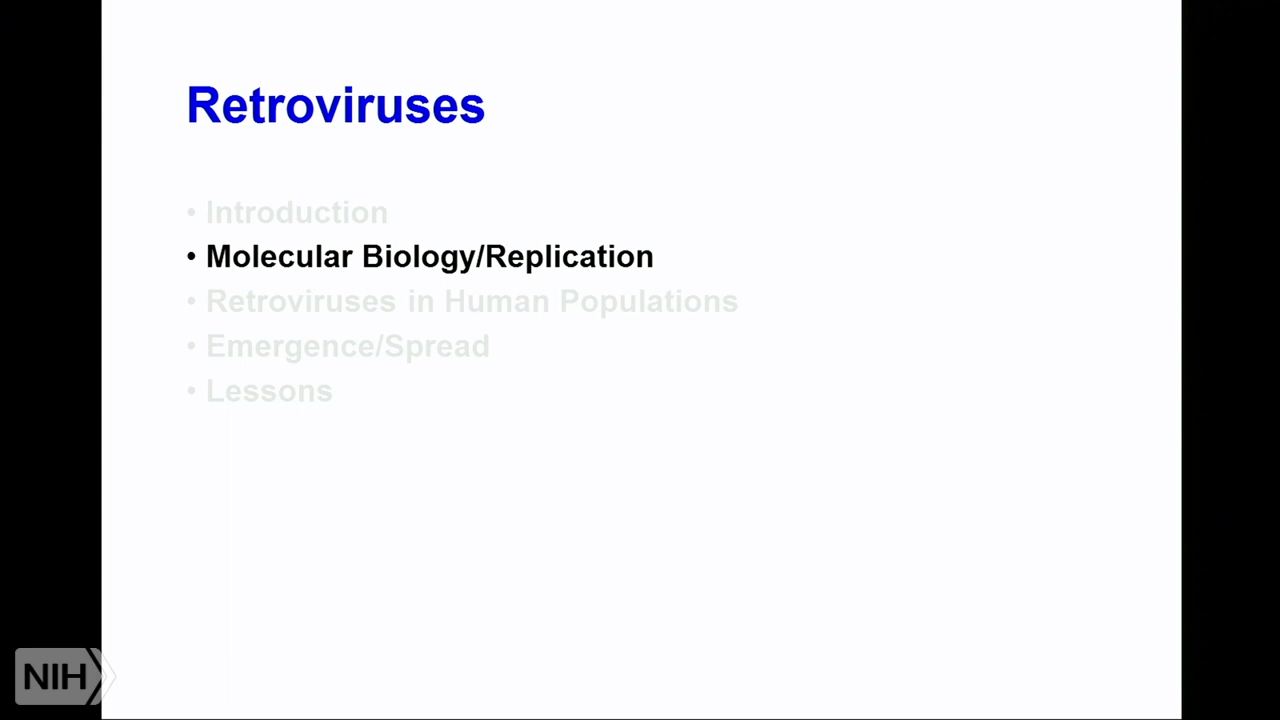 Retroviruses
• Introduction
• Molecular Biology/Replication
• Retroviruses in Human Populations
• Emergence/Spread
• Lessons
NIH